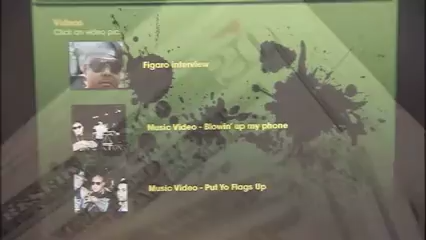 Videos
Click on video pic
Figaro interview
Music Video - Blowin' up my phone
Music Video - Put Yo Flags Up